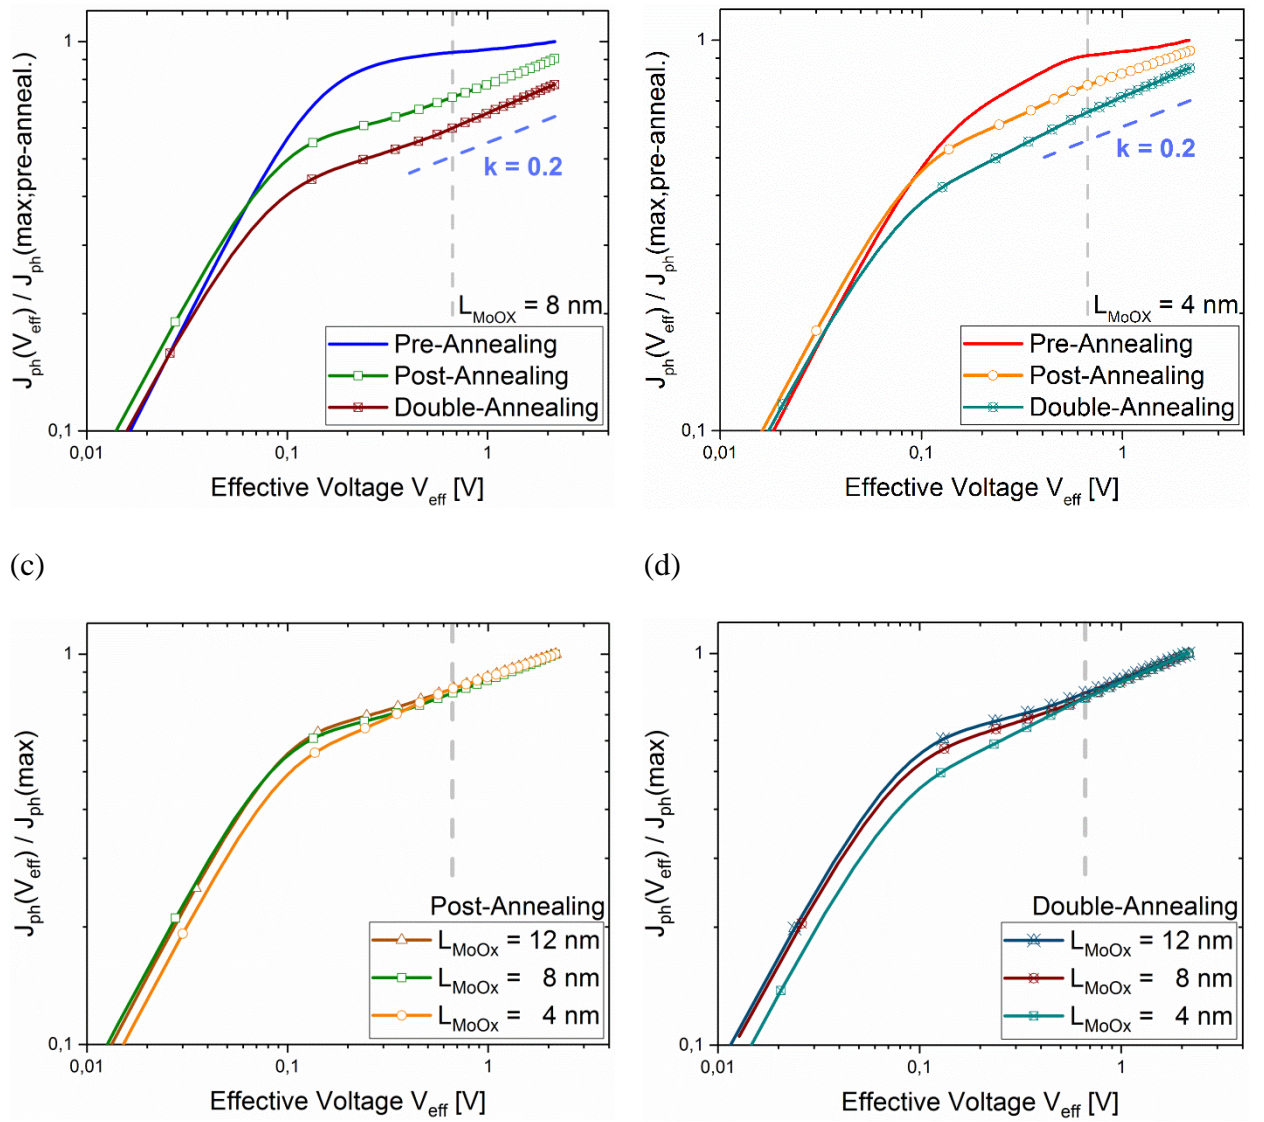 1
0,1
0,01
0,1
1
J_ph(V_eff) / J_ph(max,pre-anneal.)
k = 0.2
L_MoOX = 8 nm
Pre-Annealing
Post-Annealing
Double-Annealing
Effective Voltage V_eff [V]
1
0,1
0,01
0,1
1
J_ph(V_eff) / J_ph(max,pre-anneal.)
k = 0.2
L_MoOX = 4 nm
Pre-Annealing
Post-Annealing
Double-Annealing
Effective Voltage V_eff [V]
(c)
(d)
1
0,1
0,01
0,1
1
J_ph(V_eff) / J_ph(max)
Post-Annealing
L_MoOx = 12 nm
L_MoOx = 8 nm
L_MoOx = 4 nm
Effective Voltage V_eff [V]
1
0,1
0,01
0,1
1
J_ph(V_eff) / J_ph(max)
Double-Annealing
L_MoOx = 12 nm
L_MoOx = 8 nm
L_MoOx = 4 nm
Effective Voltage V_eff [V]